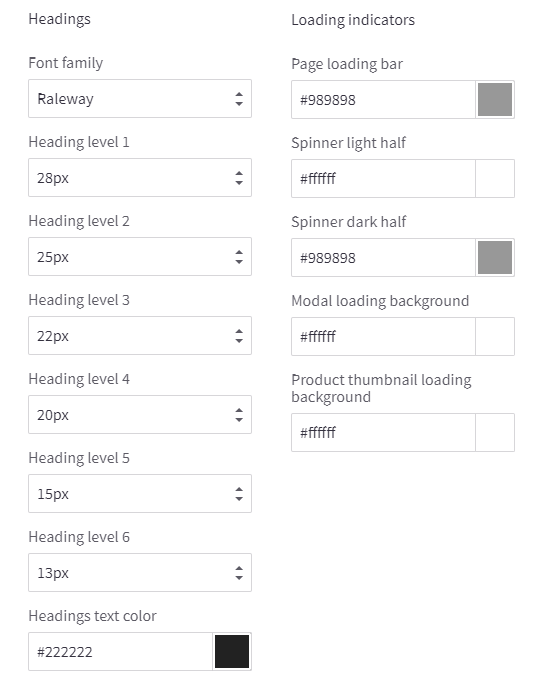 Headings
Font family
Raleway
Heading level 1
28px
Heading level 2
25px
Heading level 3
22px
Heading level 4
20px
Heading level 5
15px
Heading level 6
13px
Headings text color
#222222
Loading indicators
Page loading bar
#989898
Spinner light half
#ffffff
Spinner dark half
#989898
Modal loading background
#ffffff
Product thumbnail loading
background
#ffffff